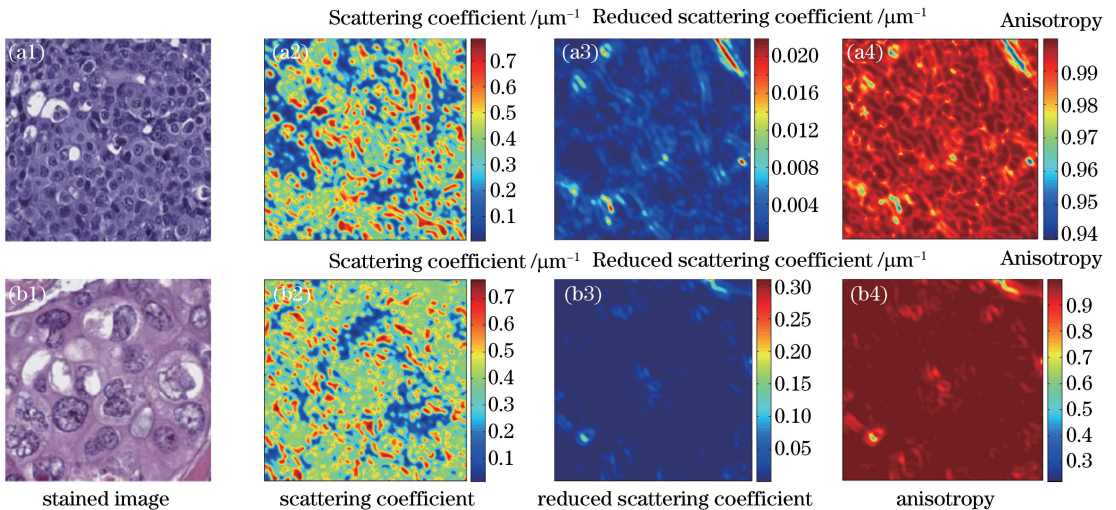 Scattering coefficient /μm⁻¹ Reduced scattering coefficient /μm⁻¹ Anisotropy
(a1) (a2) (a3) (a4)
0.7 0.020 0.99
0.6 0.016 0.98
0.5 0.012 0.97
0.4 0.008 0.96
0.3 0.004 0.95
0.2 0.94
0.1
Scattering coefficient /μm⁻¹ Reduced scattering coefficient /μm⁻¹ Anisotropy
(b1) (b2) (b3) (b4)
0.7 0.30 0.9
0.6 0.25 0.8
0.5 0.20 0.7
0.4 0.15 0.6
0.3 0.10 0.5
0.2 0.05 0.4
0.1 0.3
stained image scattering coefficient reduced scattering coefficient anisotropy